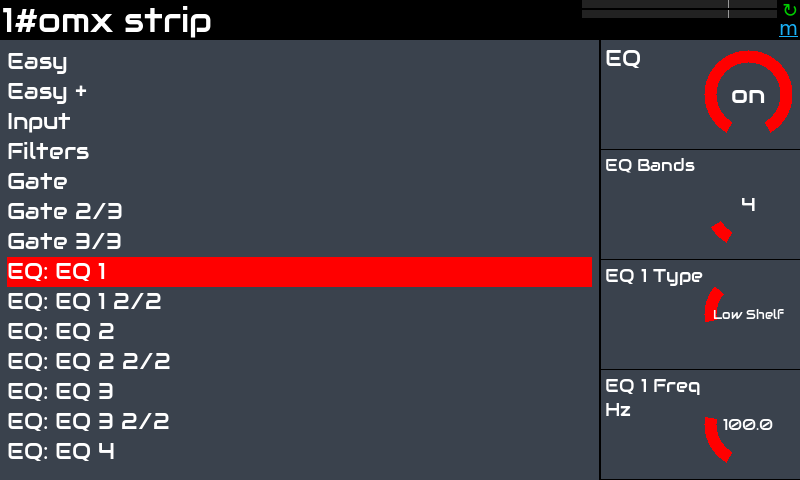 1#omx strip
m
Easy
Easy +
Input
Filters
Gate
Gate 2/3
Gate 3/3
EQ: EQ 1
EQ: EQ 1 2/2
EQ: EQ 2
EQ: EQ 2 2/2
EQ: EQ 3
EQ: EQ 3 2/2
EQ: EQ 4
EQ
on
EQ Bands
4
EQ 1 Type
Low Shelf
EQ 1 Freq
Hz
100.0